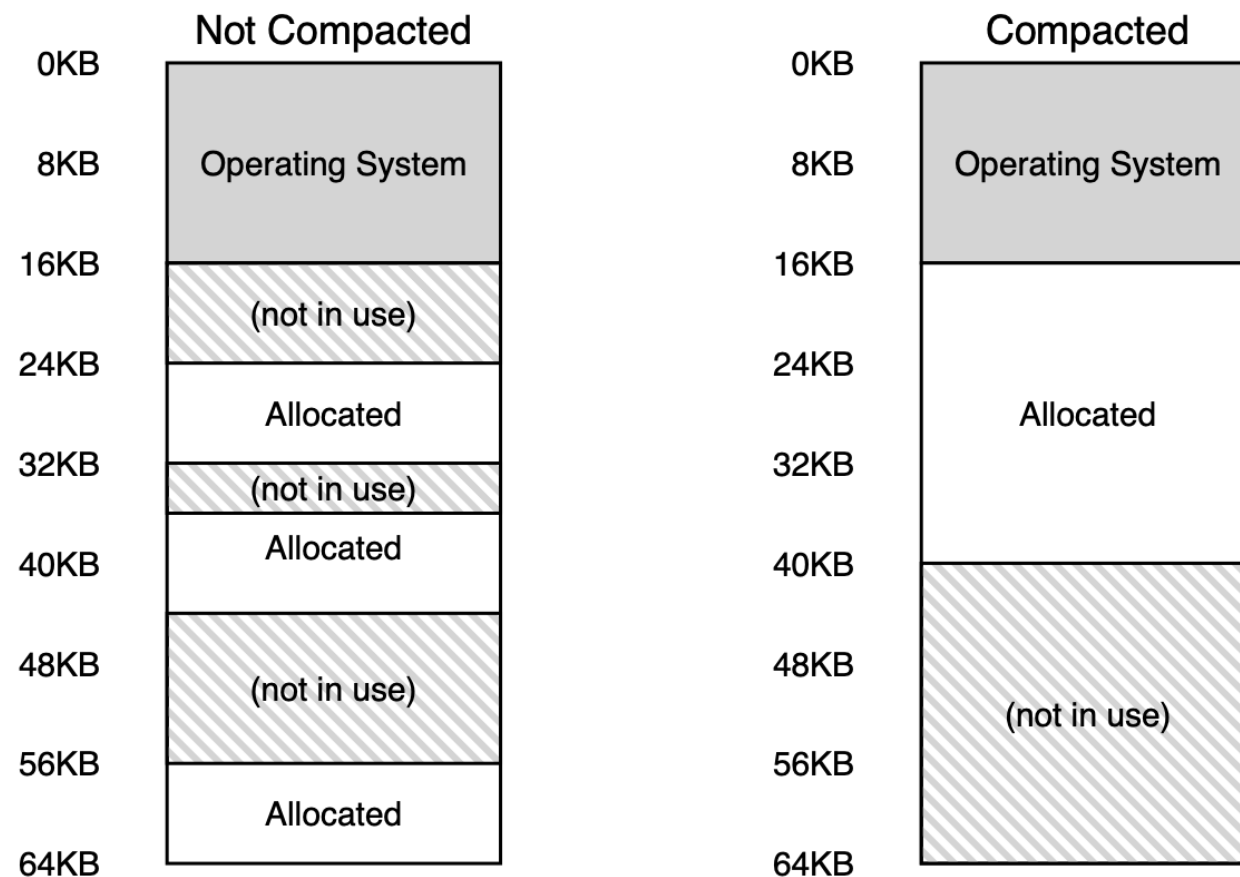 Not Compacted
0KB
8KB
Operating System
16KB
(not in use)
24KB
Allocated
32KB
(not in use)
Allocated
40KB
48KB
(not in use)
56KB
Allocated
64KB
Compacted
0KB
8KB
Operating System
16KB
24KB
Allocated
32KB
40KB
48KB
(not in use)
56KB
64KB